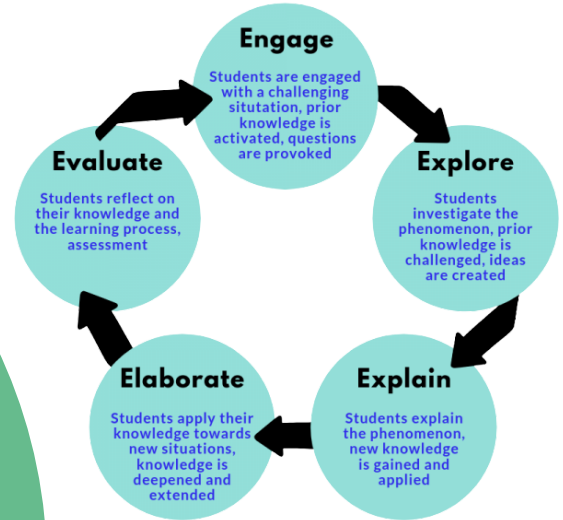 Engage
Students are engaged
with a challenging
situtation, prior
knowledge is
activated, questions
are provoked
Explore
Students
investigate the
phenomenon, prior
knowledge is
challenged, ideas
are created
Explain
Students explain
the phenomenon,
new knowledge
is gained and
applied
Elaborate
Students apply their
knowledge towards
new situations,
knowledge is
deepened and
extended
Evaluate
Students reflect on
their knowledge and
the learning process,
assessment